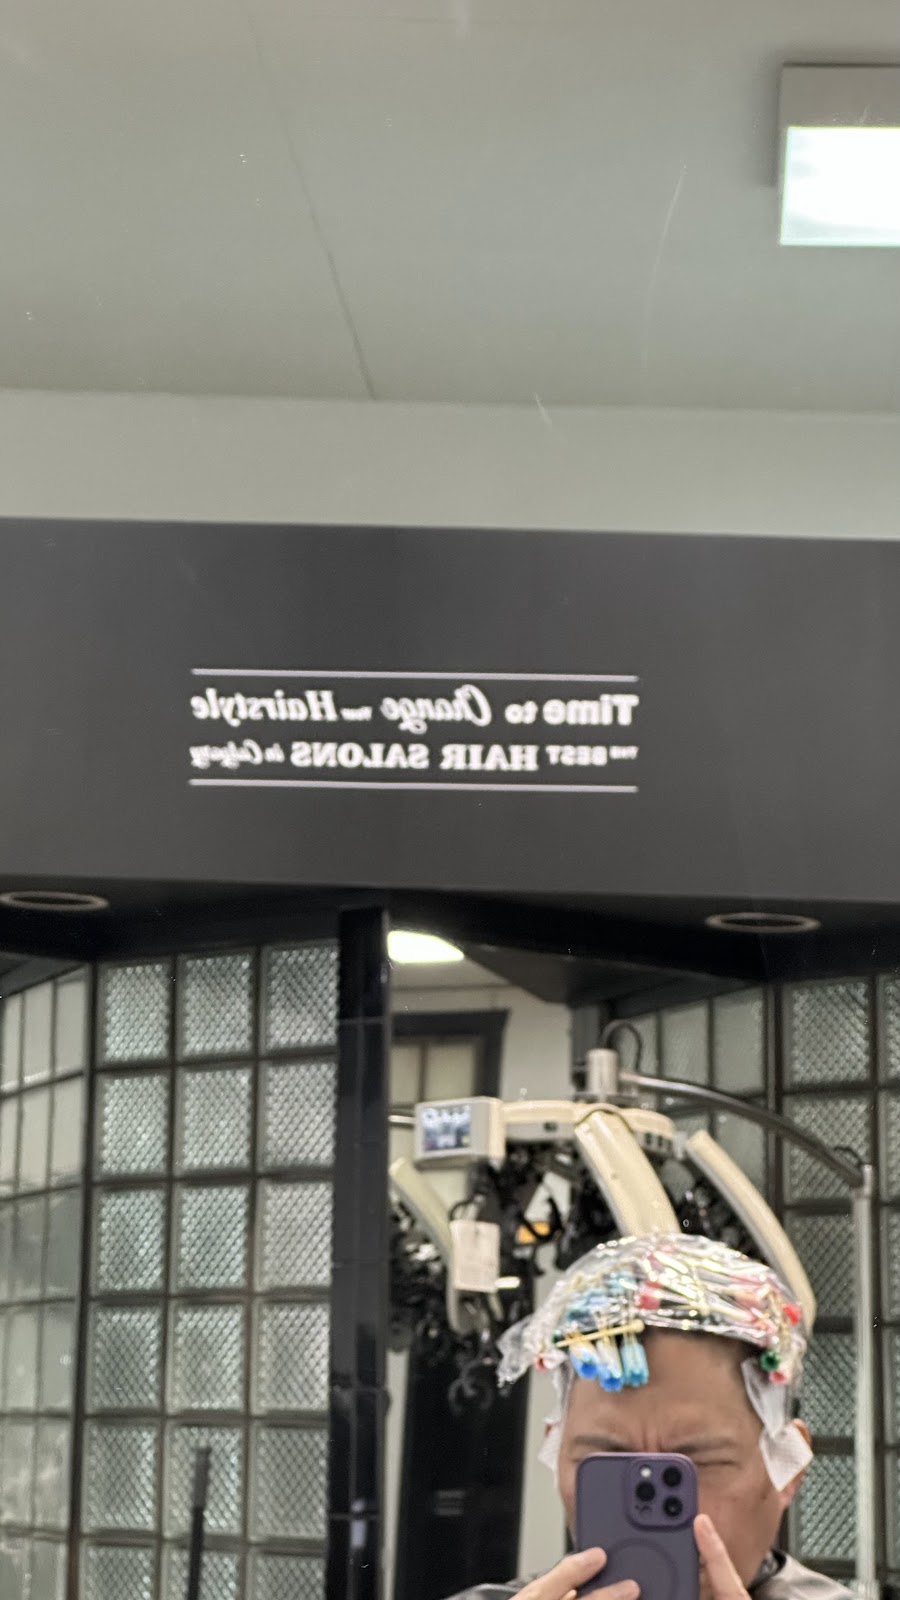 Time to Change Your Hairstyle
THE BEST HAIR SALONS in Calgary